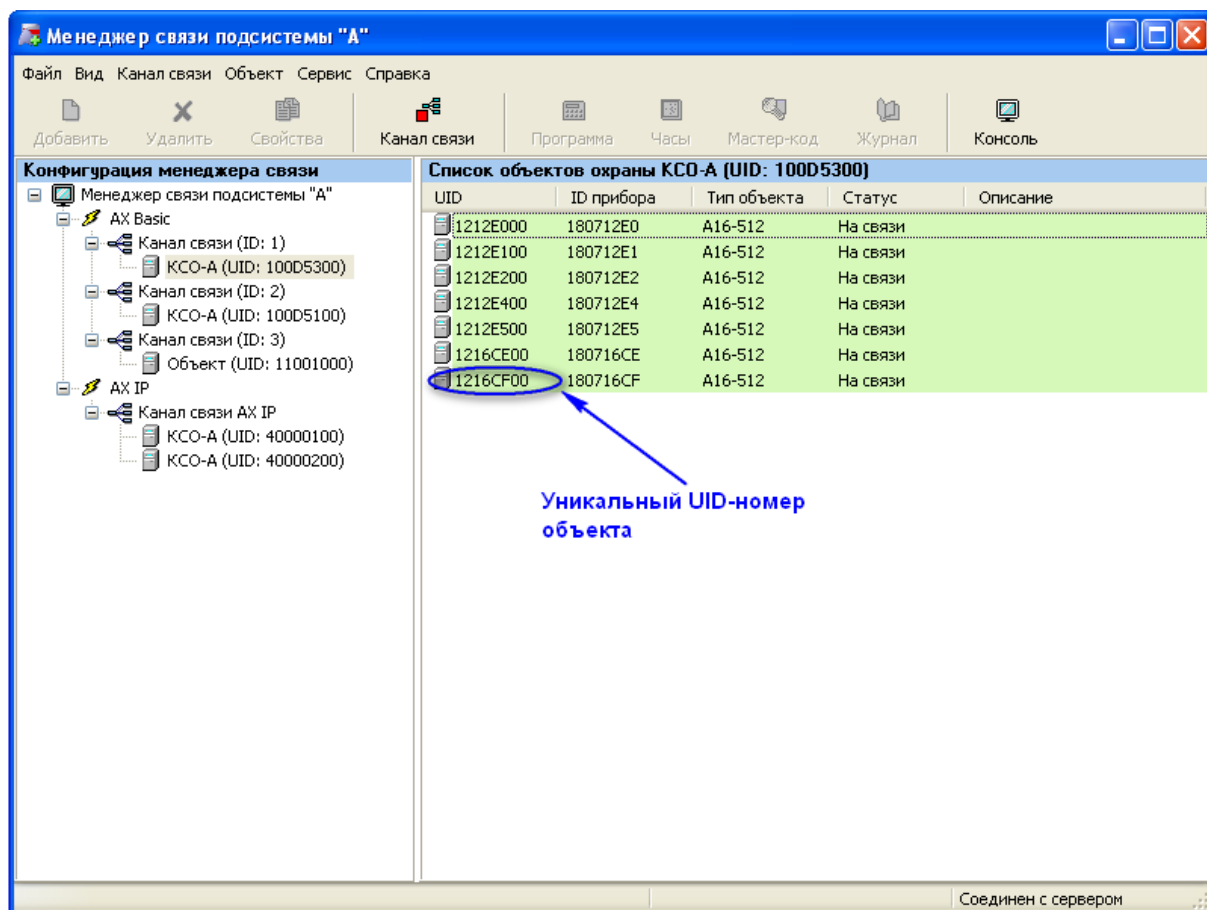 Менеджер связи подсистемы "А"
Файл Вид Канал связи Объект Сервис Справка
Добавить Удалить Свойства Канал связи Программа Часы Мастер-код Журнал Консоль
Конфигурация менеджера связи
Менеджер связи подсистемы "А"
AX Basic
Канал связи (ID: 1)
КСО-А (UID: 100D5300)
Канал связи (ID: 2)
КСО-А (UID: 100D5100)
Канал связи (ID: 3)
Объект (UID: 11001000)
AX IP
Канал связи AX IP
КСО-А (UID: 40000100)
КСО-А (UID: 40000200)
Список объектов охраны КСО-А (UID: 100D5300)
UID ID прибора Тип объекта Статус Описание
1212E000 180712E0 A16-512 На связи
1212E100 180712E1 A16-512 На связи
1212E200 180712E2 A16-512 На связи
1212E400 180712E4 A16-512 На связи
1212E500 180712E5 A16-512 На связи
1216CE00 180716CE A16-512 На связи
1216CF00 180716CF A16-512 На связи
Уникальный UID-номер
объекта
Соединен с сервером